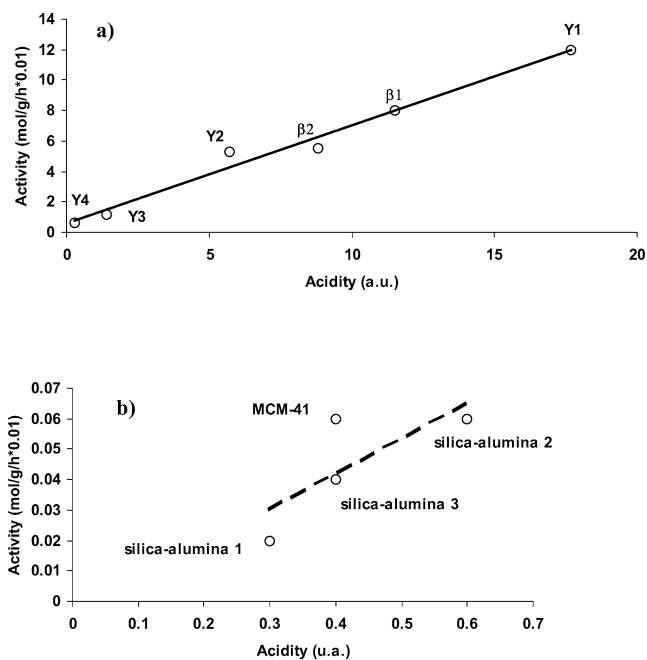 a)
Activity (mol/g/h*0.01)
14
12
10
8
6
4
2
0
Y1
β1
β2
Y2
Y4
Y3
0 5 10 15 20
Acidity (a.u.)
b)
Activity (mol/g/h*0.01)
0.07
0.06
0.05
0.04
0.03
0.02
0.01
0
MCM-41
silica-alumina 2
silica-alumina 3
silica-alumina 1
0 0.1 0.2 0.3 0.4 0.5 0.6 0.7
Acidity (u.a.)